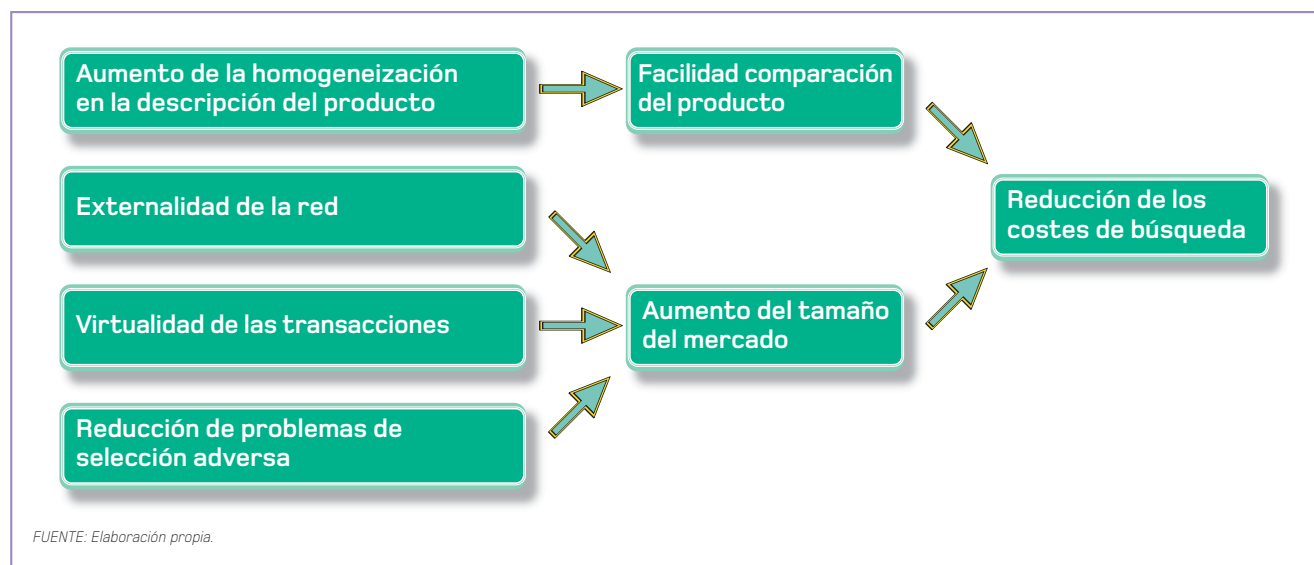 Aumento de la homogeneización
en la descripción del producto
Facilidad comparación
del producto
Externalidad de la red
Reducción de los
costes de búsqueda
Virtualidad de las transacciones
Aumento del tamaño
del mercado
Reducción de problemas de
selección adversa
FUENTE: Elaboración propia.